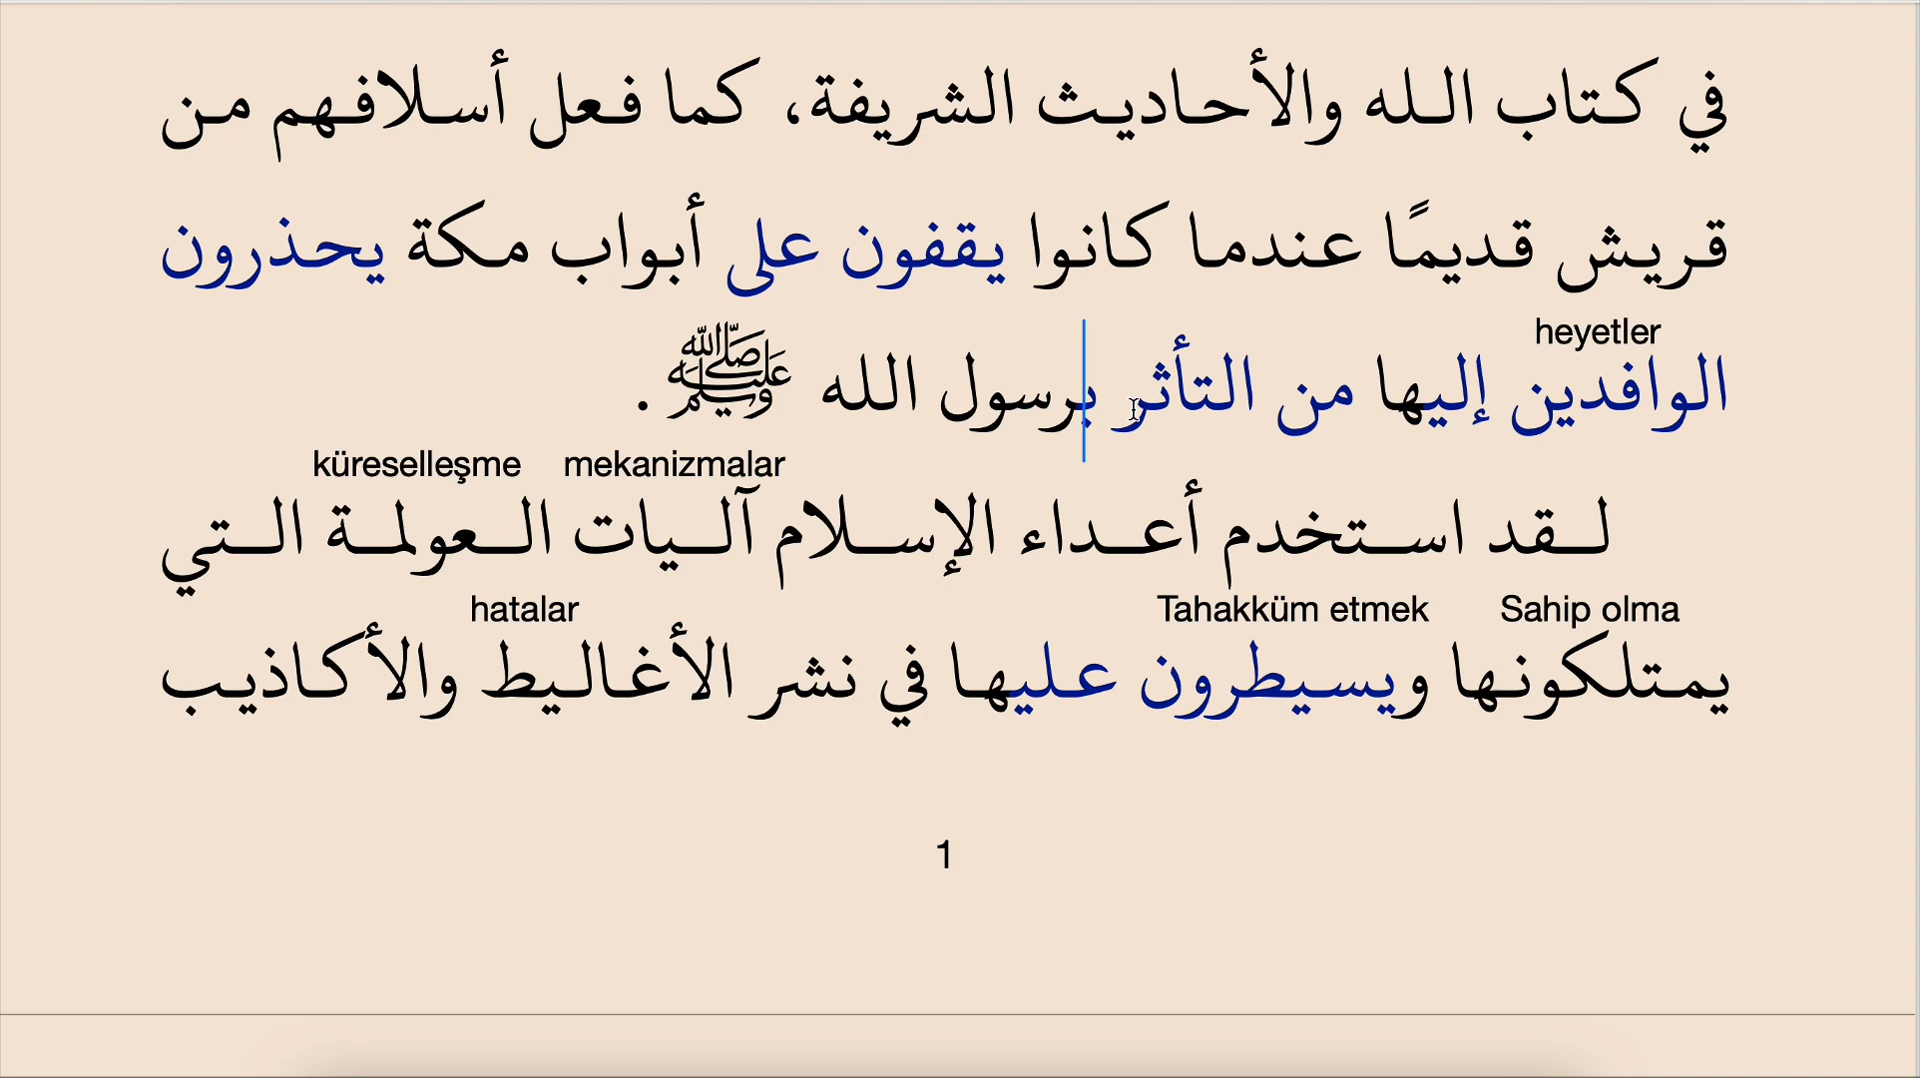 في كتاب الله والأحاديث الشريفة، كما فعل أسلافهم من
قريش قديمًا عندما كانوا يقفون على أبواب مكة يحذرون
heyetler
الوافدين إليها من التأثر برسول الله ﷺ .
mekanizmalar küreselleşme
لقد استخدم أعداء الإسلام آليات العولمة التي
Sahip olma Tahakküm etmek hatalar
يمتلكونها ويسيطرون عليها في نشر الأغاليط والأكاذيب
1